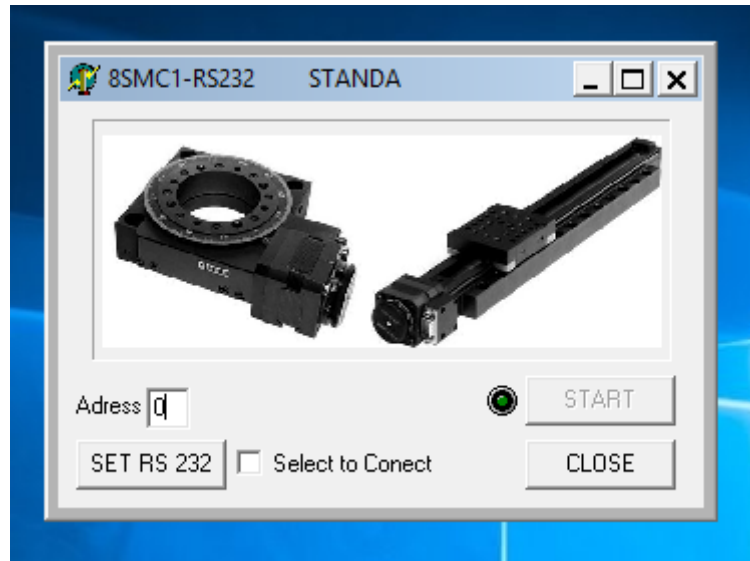 8SMC1-RS232 STANDA
Adress 0
START
SET RS 232
Select to Conect
CLOSE